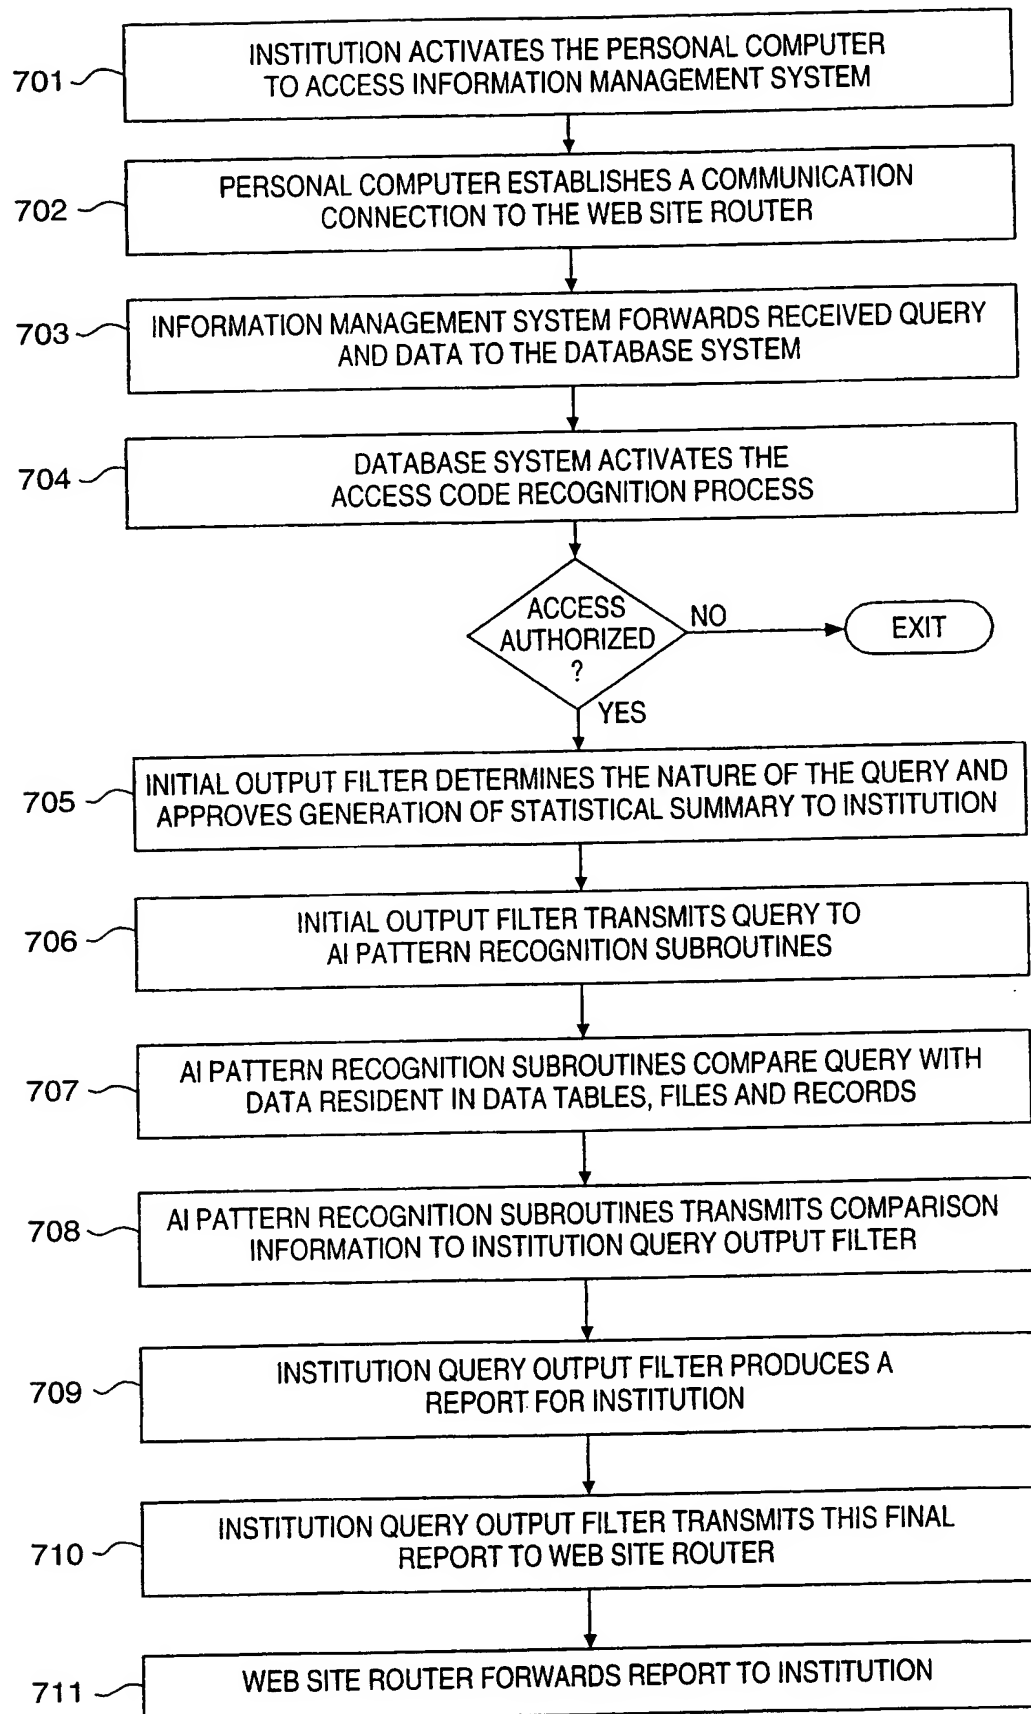 701
INSTITUTION ACTIVATES THE PERSONAL COMPUTER
TO ACCESS INFORMATION MANAGEMENT SYSTEM
702
PERSONAL COMPUTER ESTABLISHES A COMMUNICATION
CONNECTION TO THE WEB SITE ROUTER
703
INFORMATION MANAGEMENT SYSTEM FORWARDS RECEIVED QUERY
AND DATA TO THE DATABASE SYSTEM
704
DATABASE SYSTEM ACTIVATES THE
ACCESS CODE RECOGNITION PROCESS
ACCESS
AUTHORIZED
?
NO
EXIT
YES
705
INITIAL OUTPUT FILTER DETERMINES THE NATURE OF THE QUERY AND
APPROVES GENERATION OF STATISTICAL SUMMARY TO INSTITUTION
706
INITIAL OUTPUT FILTER TRANSMITS QUERY TO
AI PATTERN RECOGNITION SUBROUTINES
707
AI PATTERN RECOGNITION SUBROUTINES COMPARE QUERY WITH
DATA RESIDENT IN DATA TABLES, FILES AND RECORDS
708
AI PATTERN RECOGNITION SUBROUTINES TRANSMITS COMPARISON
INFORMATION TO INSTITUTION QUERY OUTPUT FILTER
709
INSTITUTION QUERY OUTPUT FILTER PRODUCES A
REPORT FOR INSTITUTION
710
INSTITUTION QUERY OUTPUT FILTER TRANSMITS THIS FINAL
REPORT TO WEB SITE ROUTER
711
WEB SITE ROUTER FORWARDS REPORT TO INSTITUTION